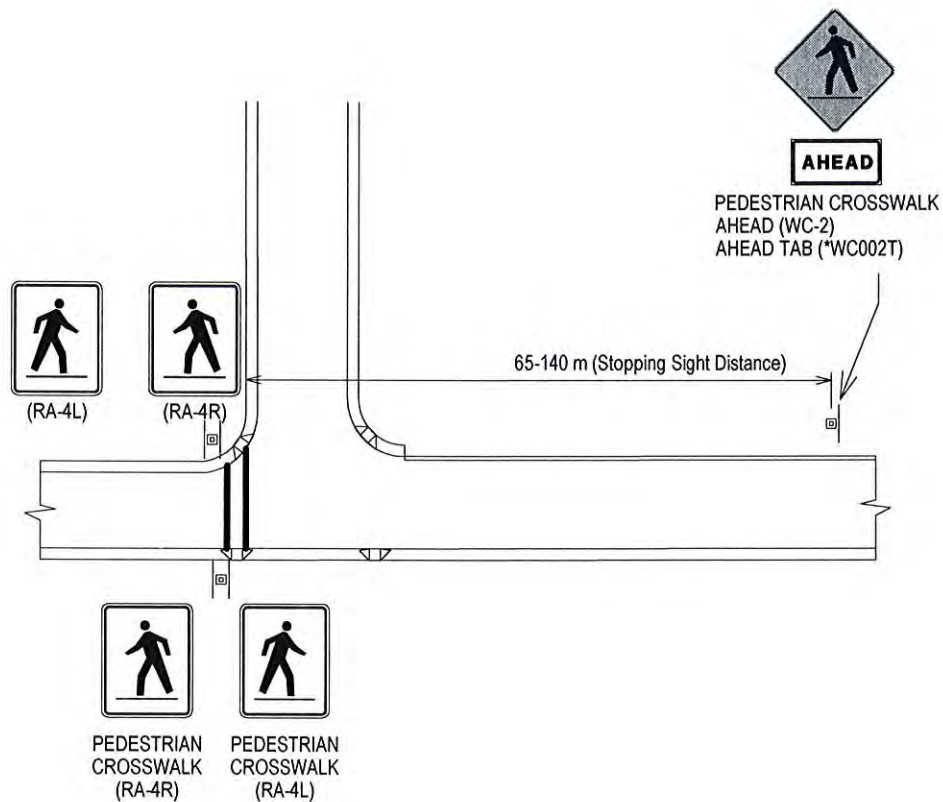 AHEAD
PEDESTRIAN CROSSWALK
AHEAD (WC-2)
AHEAD TAB (*WC002T)
65-140 m (Stopping Sight Distance)
(RA-4L)
(RA-4R)
PEDESTRIAN
CROSSWALK
(RA-4R)
PEDESTRIAN
CROSSWALK
(RA-4L)